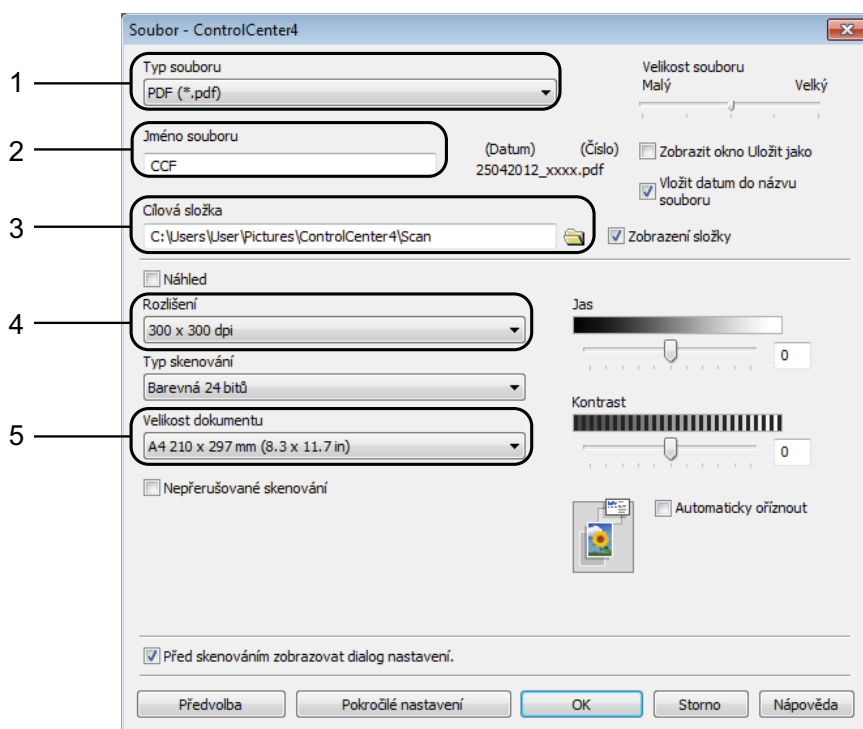 Soubor - ControlCenter4
1
Typ souboru
PDF (*.pdf)
Velikost souboru
Malý Velký
2
Jméno souboru
CCF
(Datum) (Číslo)
25042012_xxxx.pdf
Zobrazit okno Uložit jako
Vložit datum do názvu
souboru
3
Cílová složka
C:\Users\User\Pictures\ControlCenter4\Scan
Zobrazení složky
Náhled
4
Rozlišení
300 x 300 dpi
Jas
0
Typ skenování
Barevná 24 bitů
Kontrast
0
5
Velikost dokumentu
A4 210 x 297 mm (8.3 x 11.7 in)
Nepřerušované skenování
Automaticky oříznout
Před skenováním zobrazovat dialog nastavení.
Předvolba Pokročilé nastavení OK Storno Nápověda